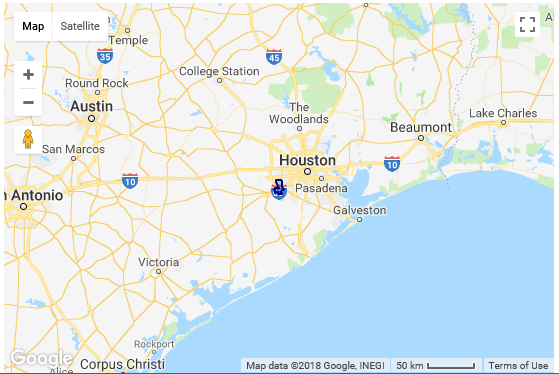 Map Satellite
Temple
35
45
College Station
Round Rock
The
Woodlands
Austin
Lake Charles
Beaumont
San Marcos
Houston
10
10
Pasadena
n Antonio
Galveston
Victoria
Rockport
Google
Corpus Christi
Map data ©2018 Google, INEGI 50 km Terms of Use
Alice